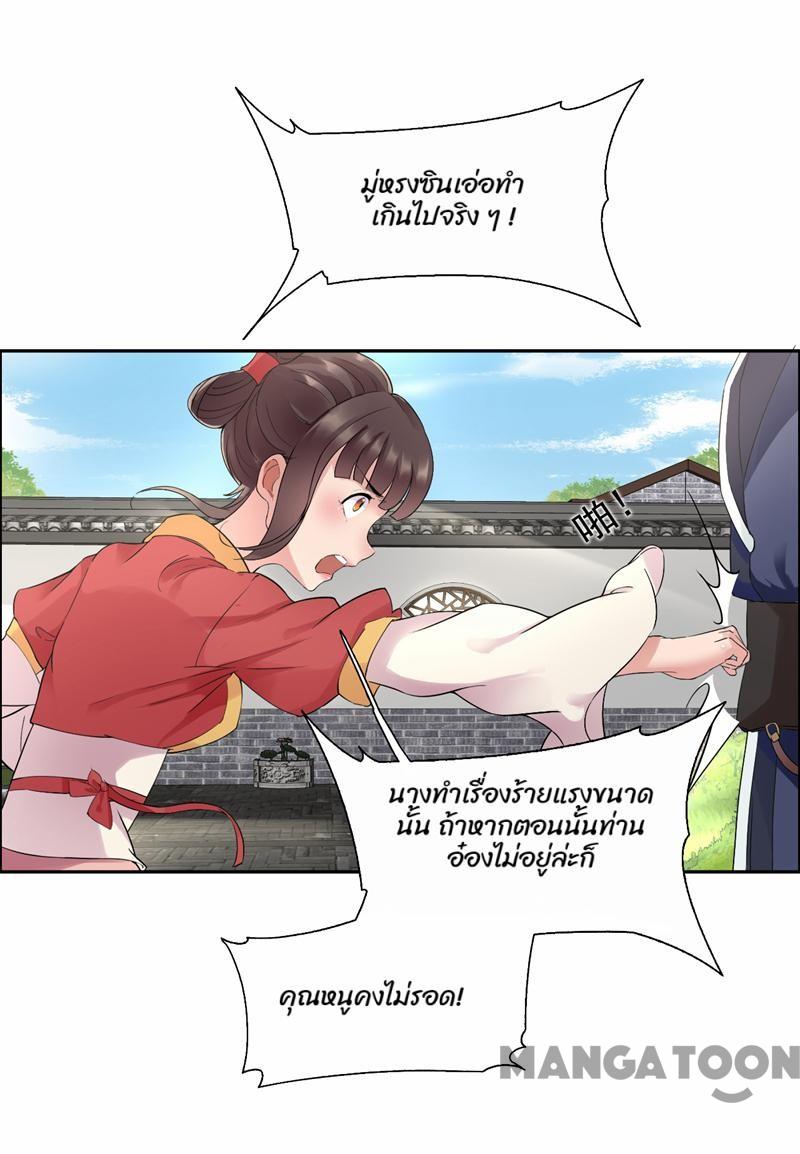 มู่หรงซินเอ่อทำ
เกินไปจริง ๆ !
啪!
นางทำเรื่องร้ายแรงขนาด
นั้น ถ้าหากตอนนั้นท่าน
อ๋องไม่อยู่ล่ะก็
คุณหนูคงไม่รอด!
MANGATOON